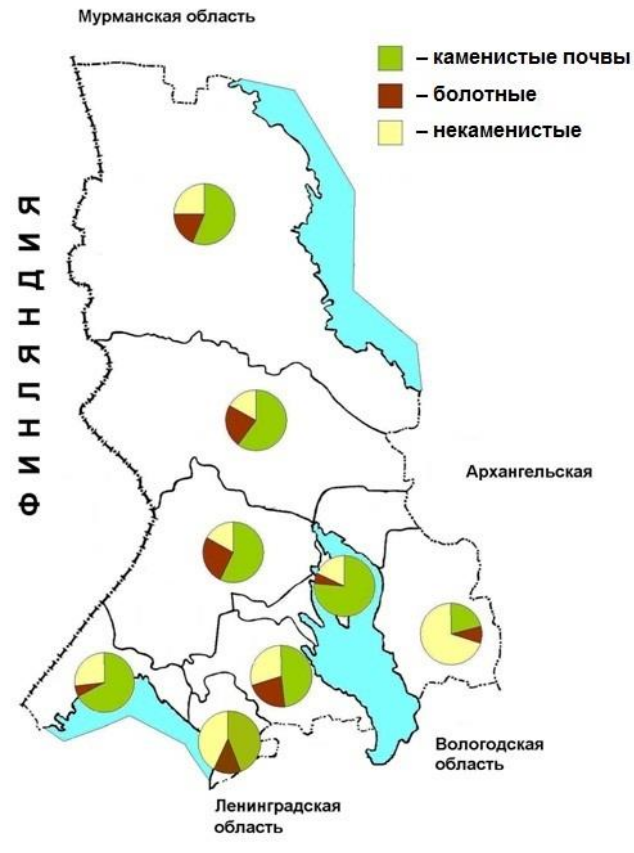 Мурманская область
– каменистые почвы
– болотные
– некаменистые
ФИНЛЯНДИЯ
Архангельская
Вологодская
область
Ленинградская
область